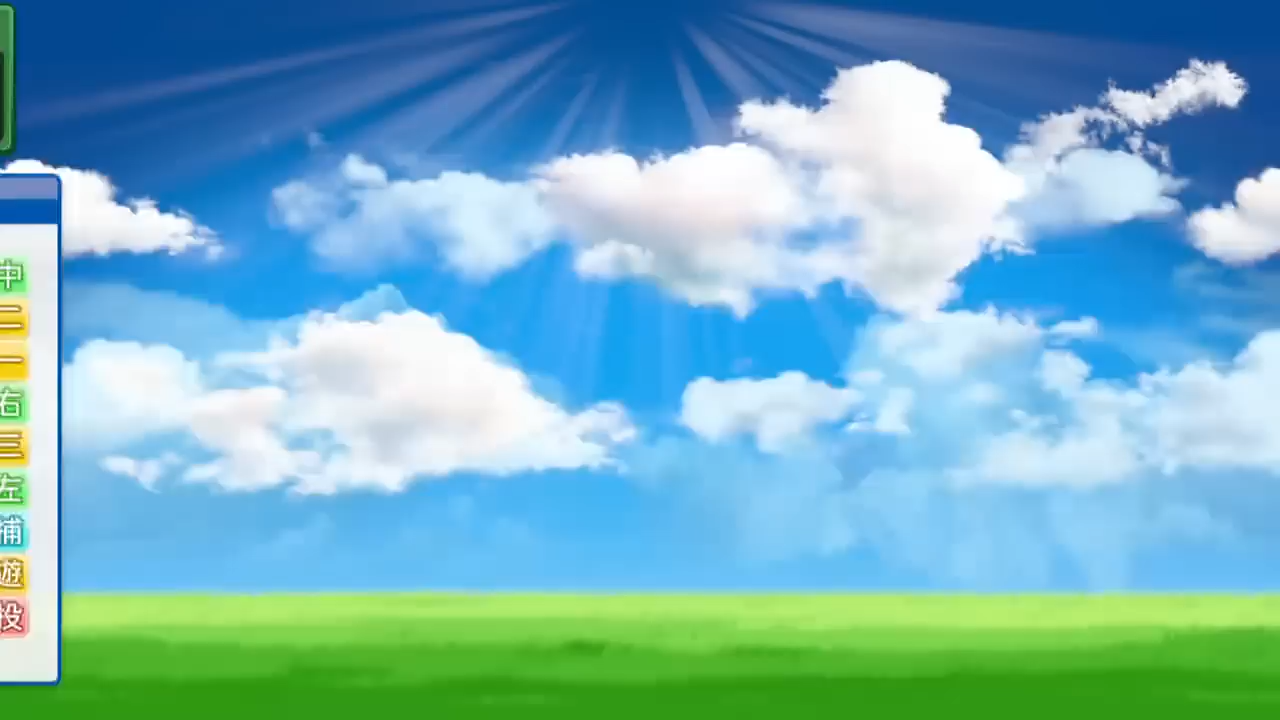 中
二
一
右
三
左
捕
遊
投